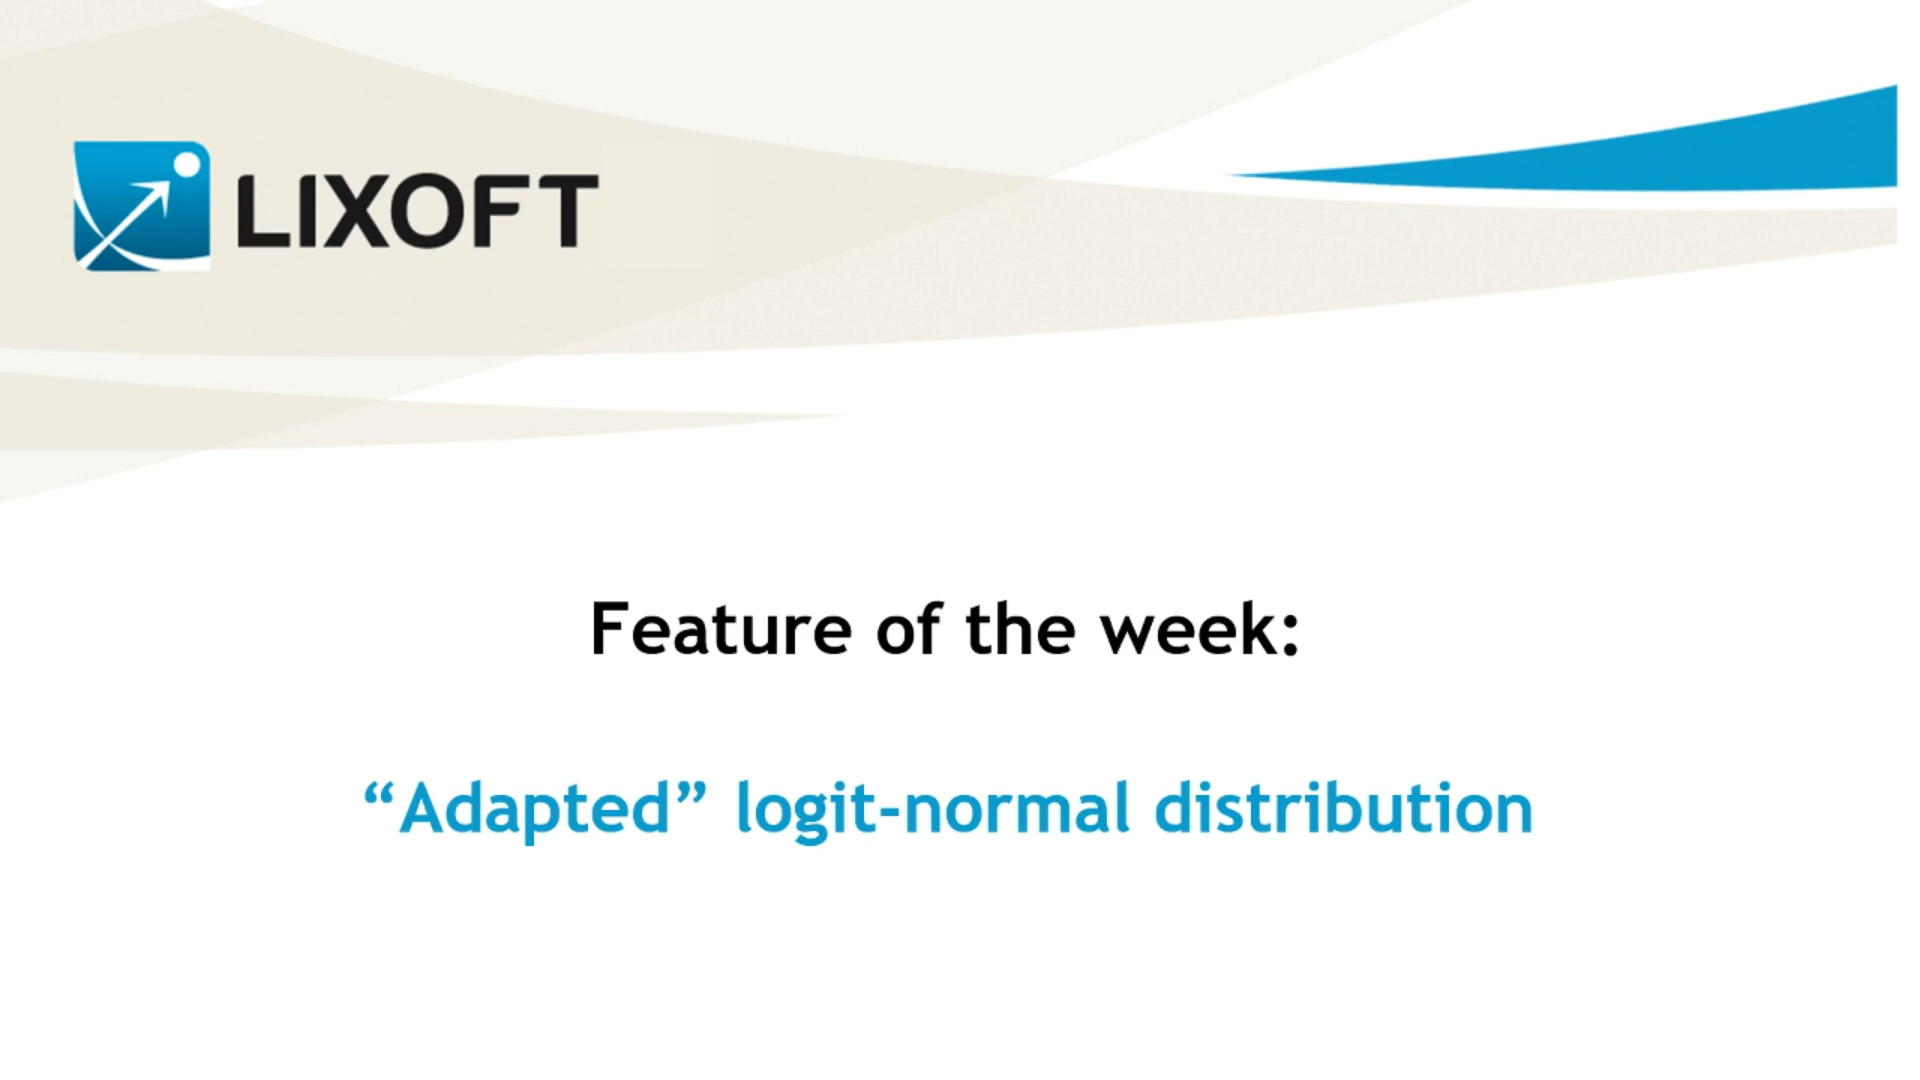 LIXOFT
Feature of the week:
“Adapted” logit-normal distribution